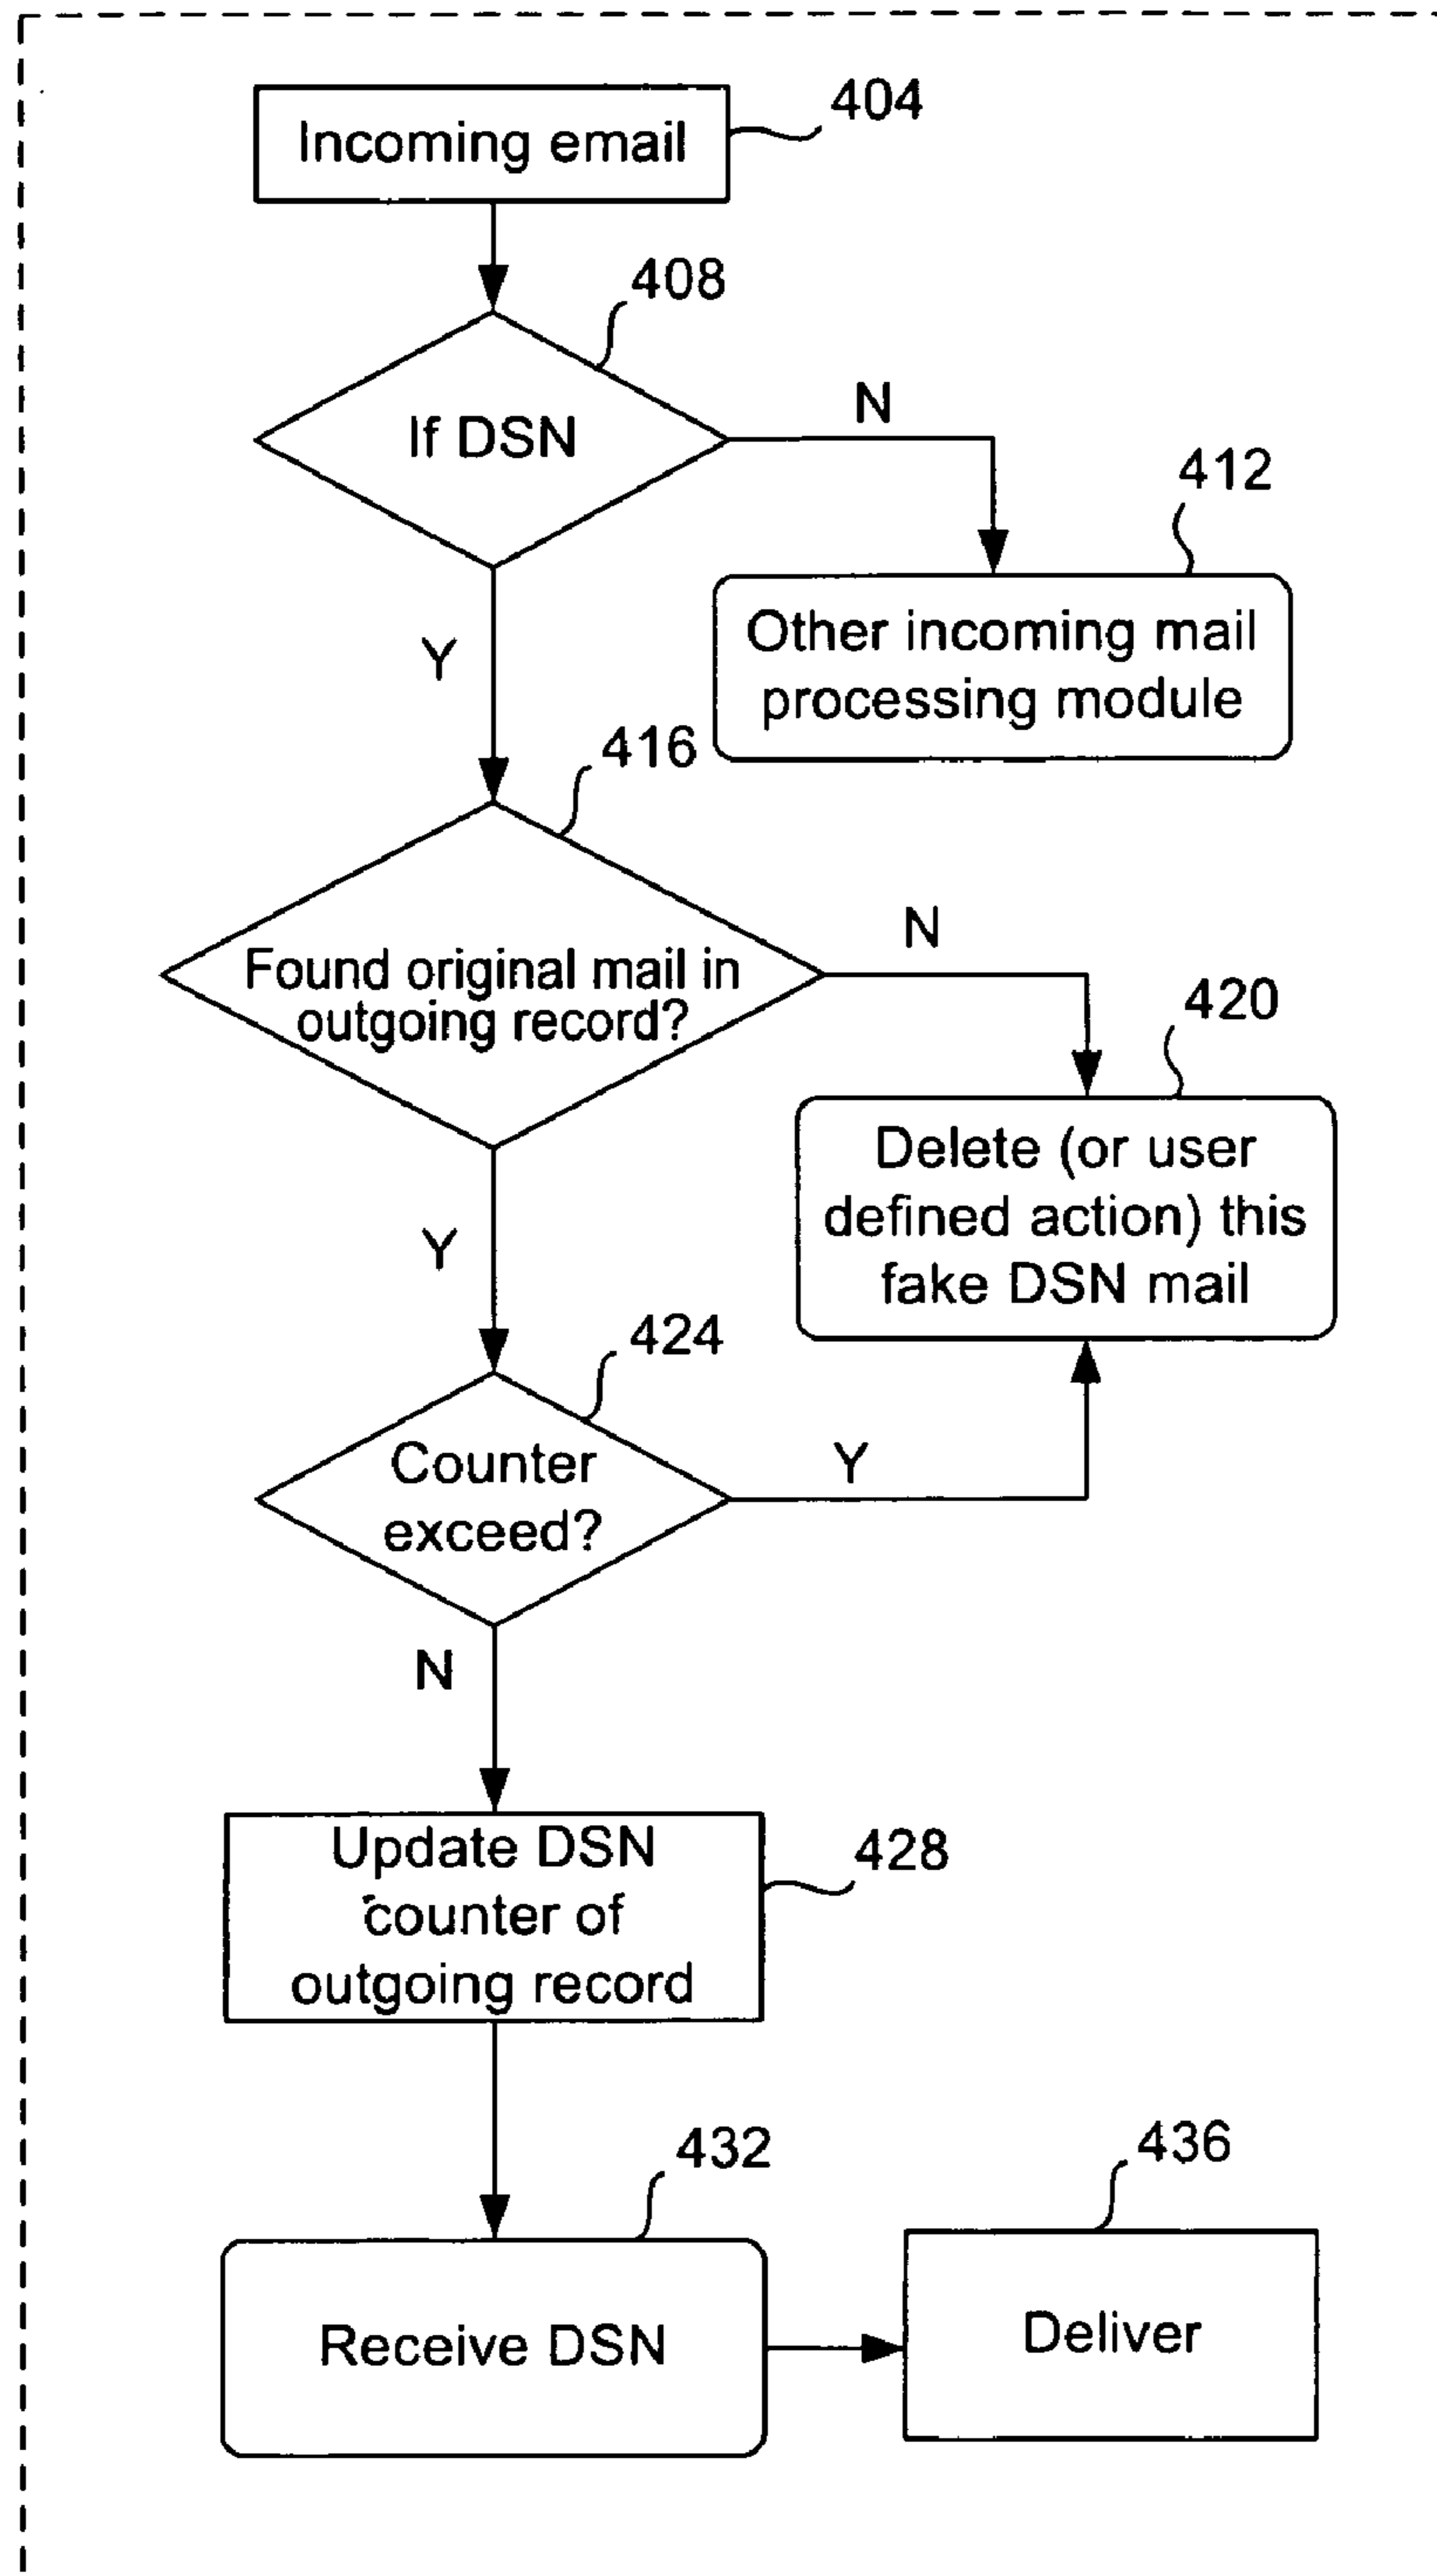 404
Incoming email
408
If DSN
N
412
Other incoming mail
processing module
Y
416
Found original mail in
outgoing record?
N
420
Delete (or user
defined action) this
fake DSN mail
Y
424
Counter
exceed?
Y
N
Update DSN
counter of
outgoing record
428
432
Receive DSN
436
Deliver